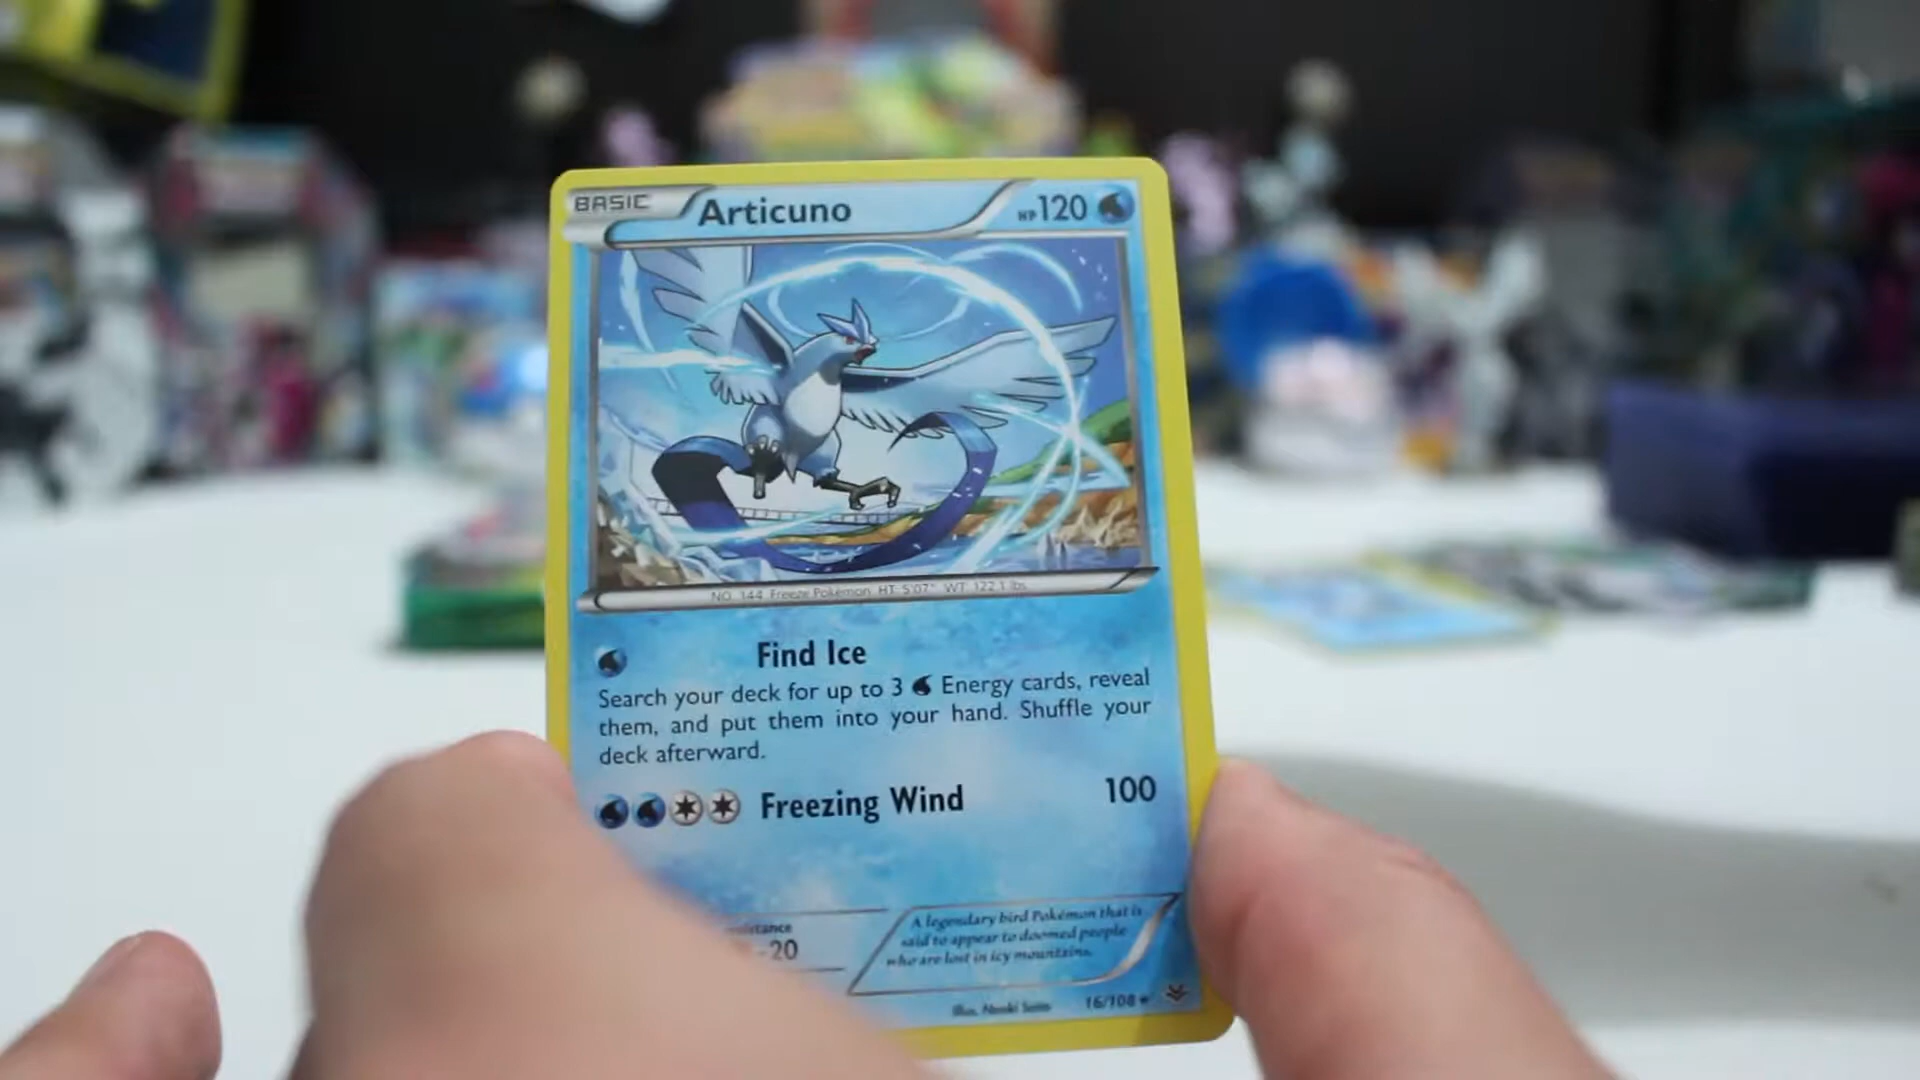 BASIC Articuno HP120
NO. 144 Freeze Pokémon HT: 5'07" WT: 122.1 lbs
Find Ice
Search your deck for up to 3 Energy cards, reveal
them, and put them into your hand. Shuffle your
deck afterward.
Freezing Wind 100
-20
A legendary bird Pokémon that is
said to appear to doomed people
who are lost in icy mountains.
Illus. Naoki Saito 16/108